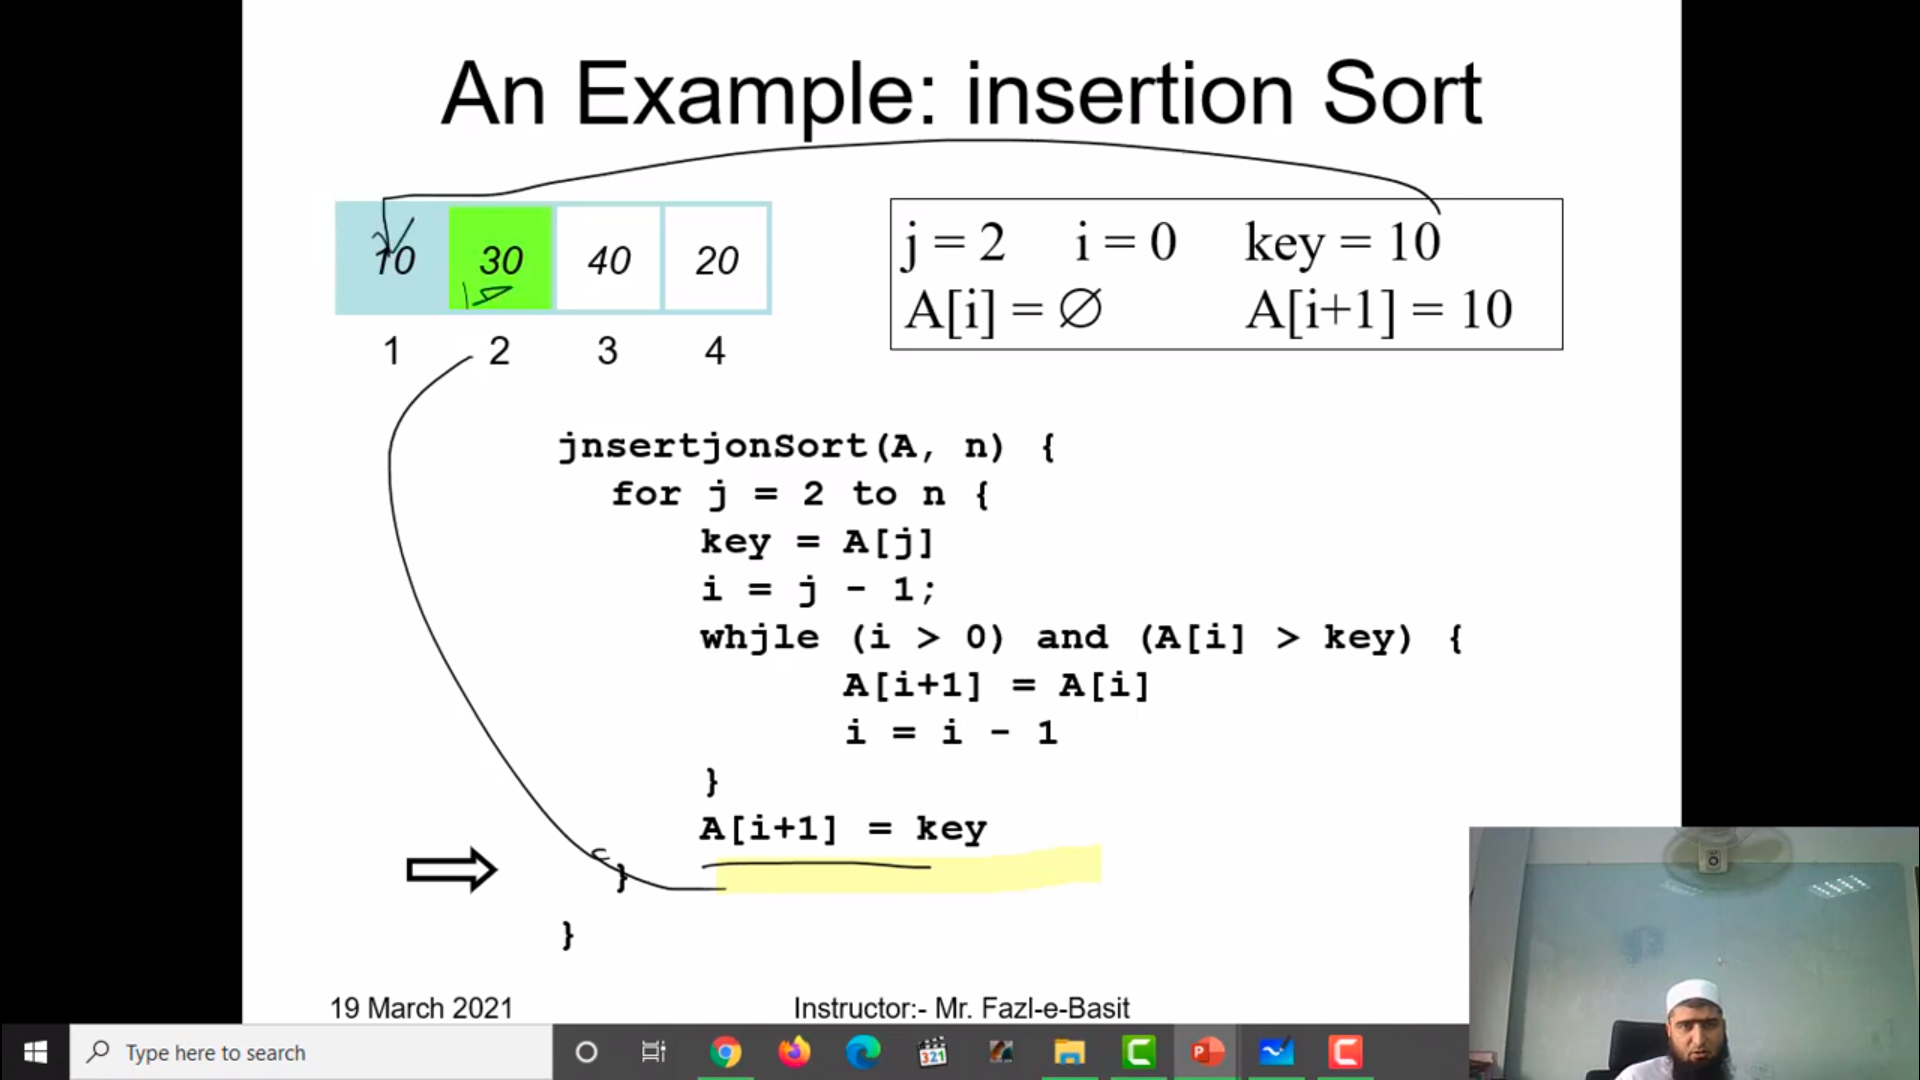 An Example: insertion Sort
10 30 40 20
1 2 3 4
j = 2 i = 0 key = 10
A[i] = ∅ A[i+1] = 10
jnsertjonSort(A, n) {
for j = 2 to n {
key = A[j]
i = j - 1;
whjle (i > 0) and (A[i] > key) {
A[i+1] = A[i]
i = i - 1
}
A[i+1] = key
}
}
19 March 2021 Instructor:- Mr. Fazl-e-Basit
Type here to search
321